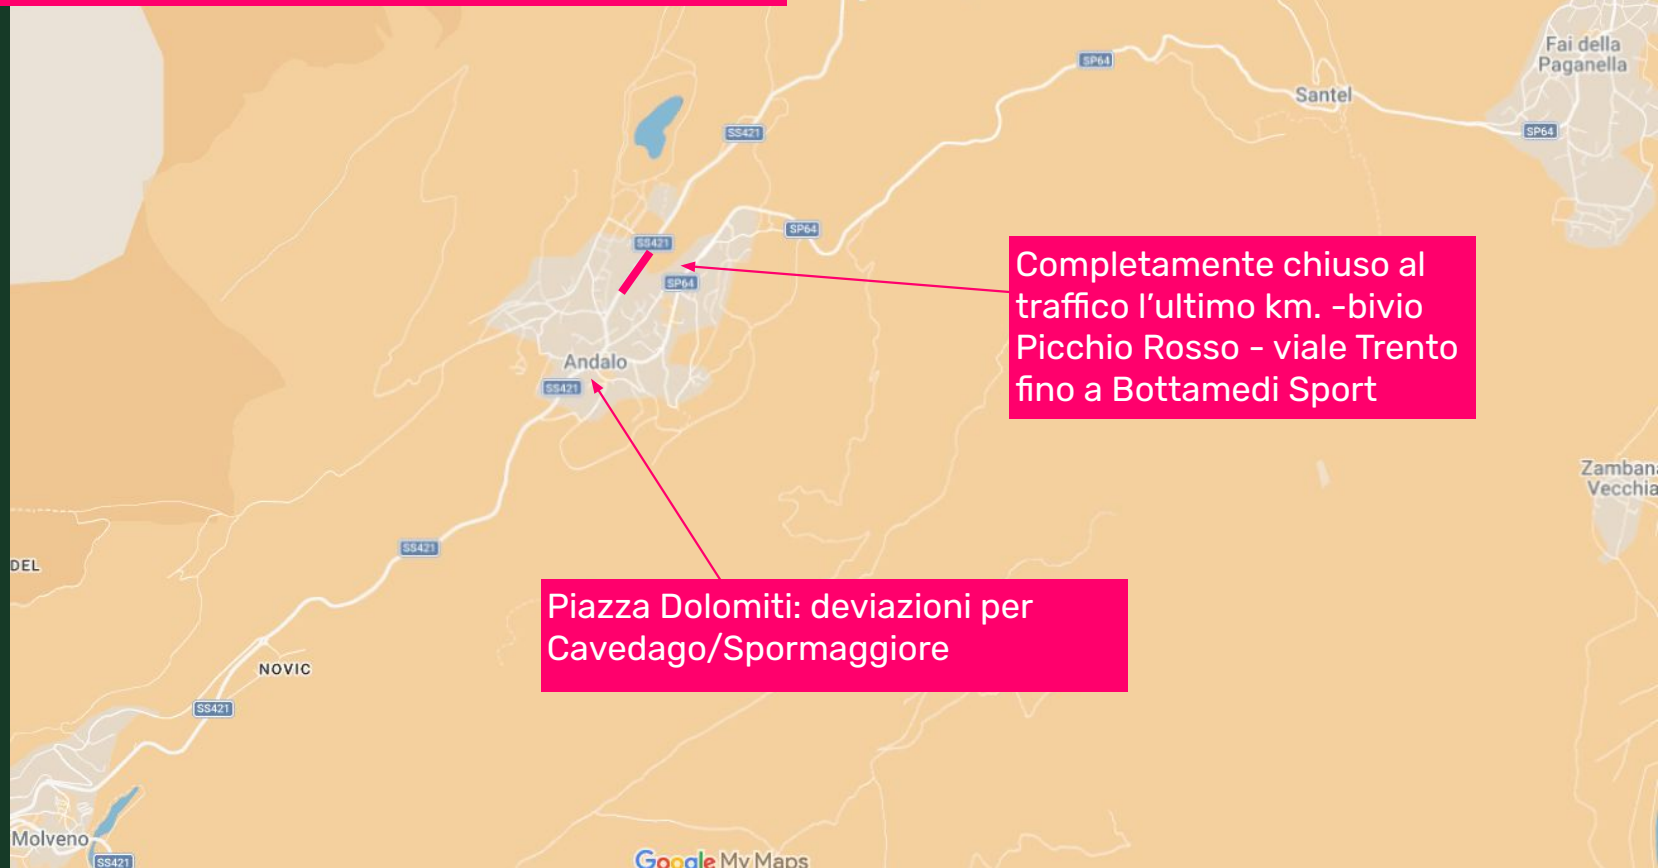 Fai della
Paganella
SP64
Santel
SP64
SS421
SP64
SS421
SP64
Completamente chiuso al
traffico l’ultimo km. -bivio
Picchio Rosso - viale Trento
fino a Bottamedi Sport
Andalo
SS421
Zambana
Vecchia
SS421
DEL
Piazza Dolomiti: deviazioni per
Cavedago/Spormaggiore
NOVIC
SS421
Molveno
SS421
Google My Maps